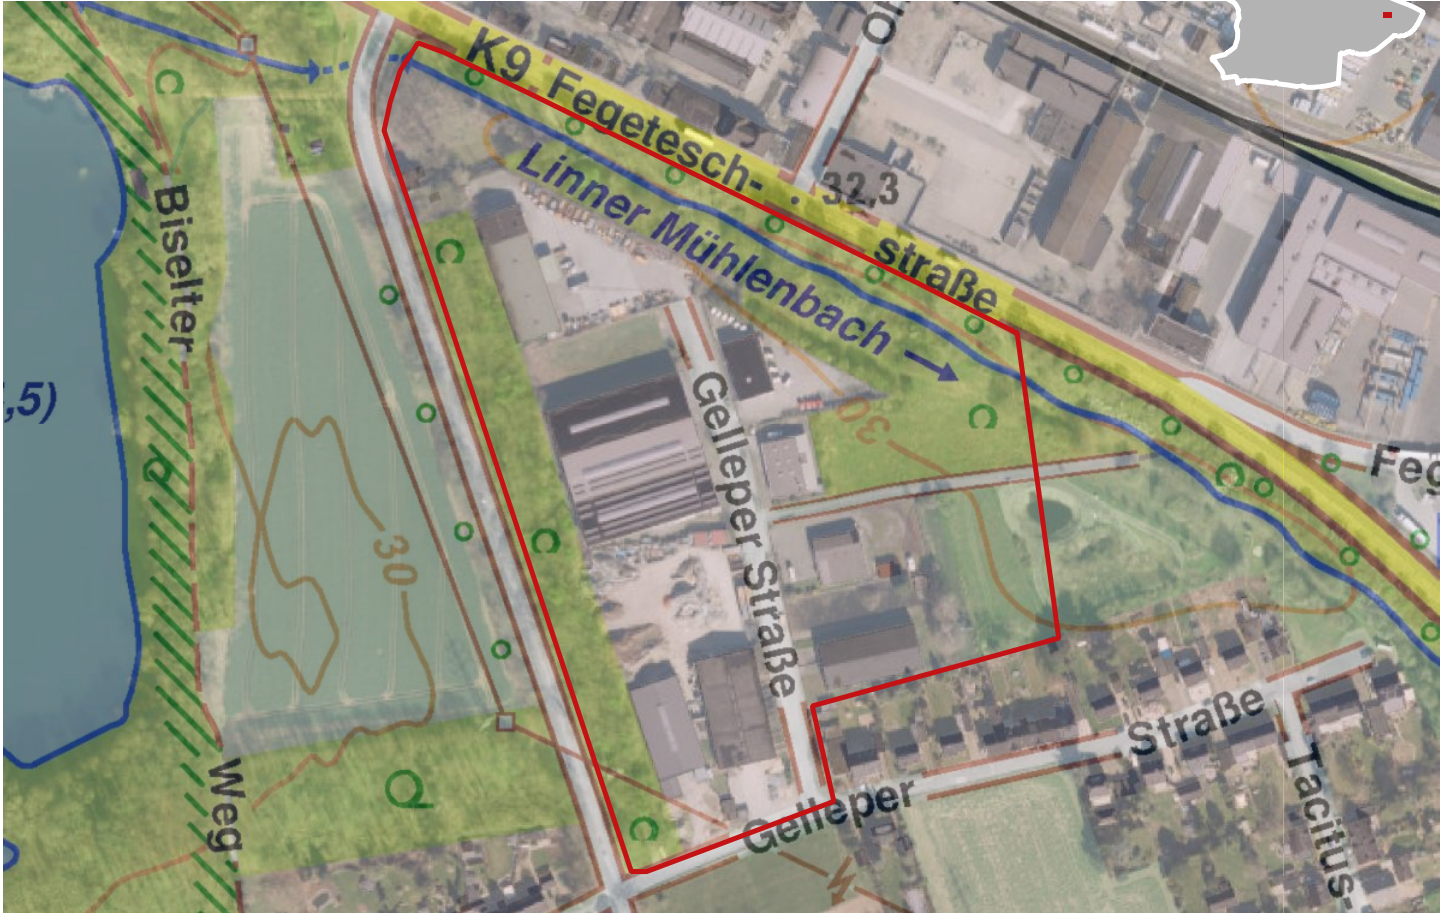 K9 Fegetesch-
straße
. 32,3
Linner Mühlenbach
Biselter
Weg
,5)
30
30
Gelleper Straße
Gelleper
Straße
Tacitus-
Feg